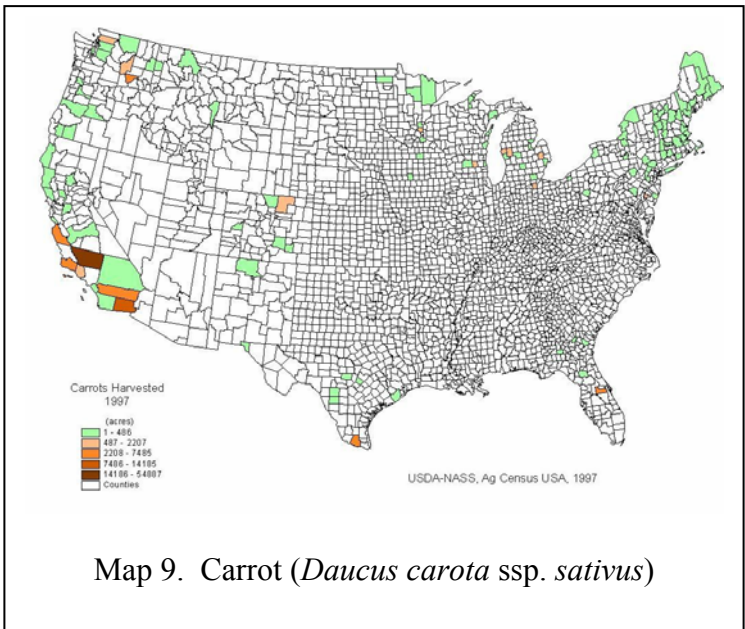 Carrots Harvested
1997
(acres)
1 - 486
487 - 2207
2208 - 7485
7486 - 14185
14186 - 54887
Counties
USDA-NASS, Ag Census USA, 1997
Map 9. Carrot (Daucus carota ssp. sativus)